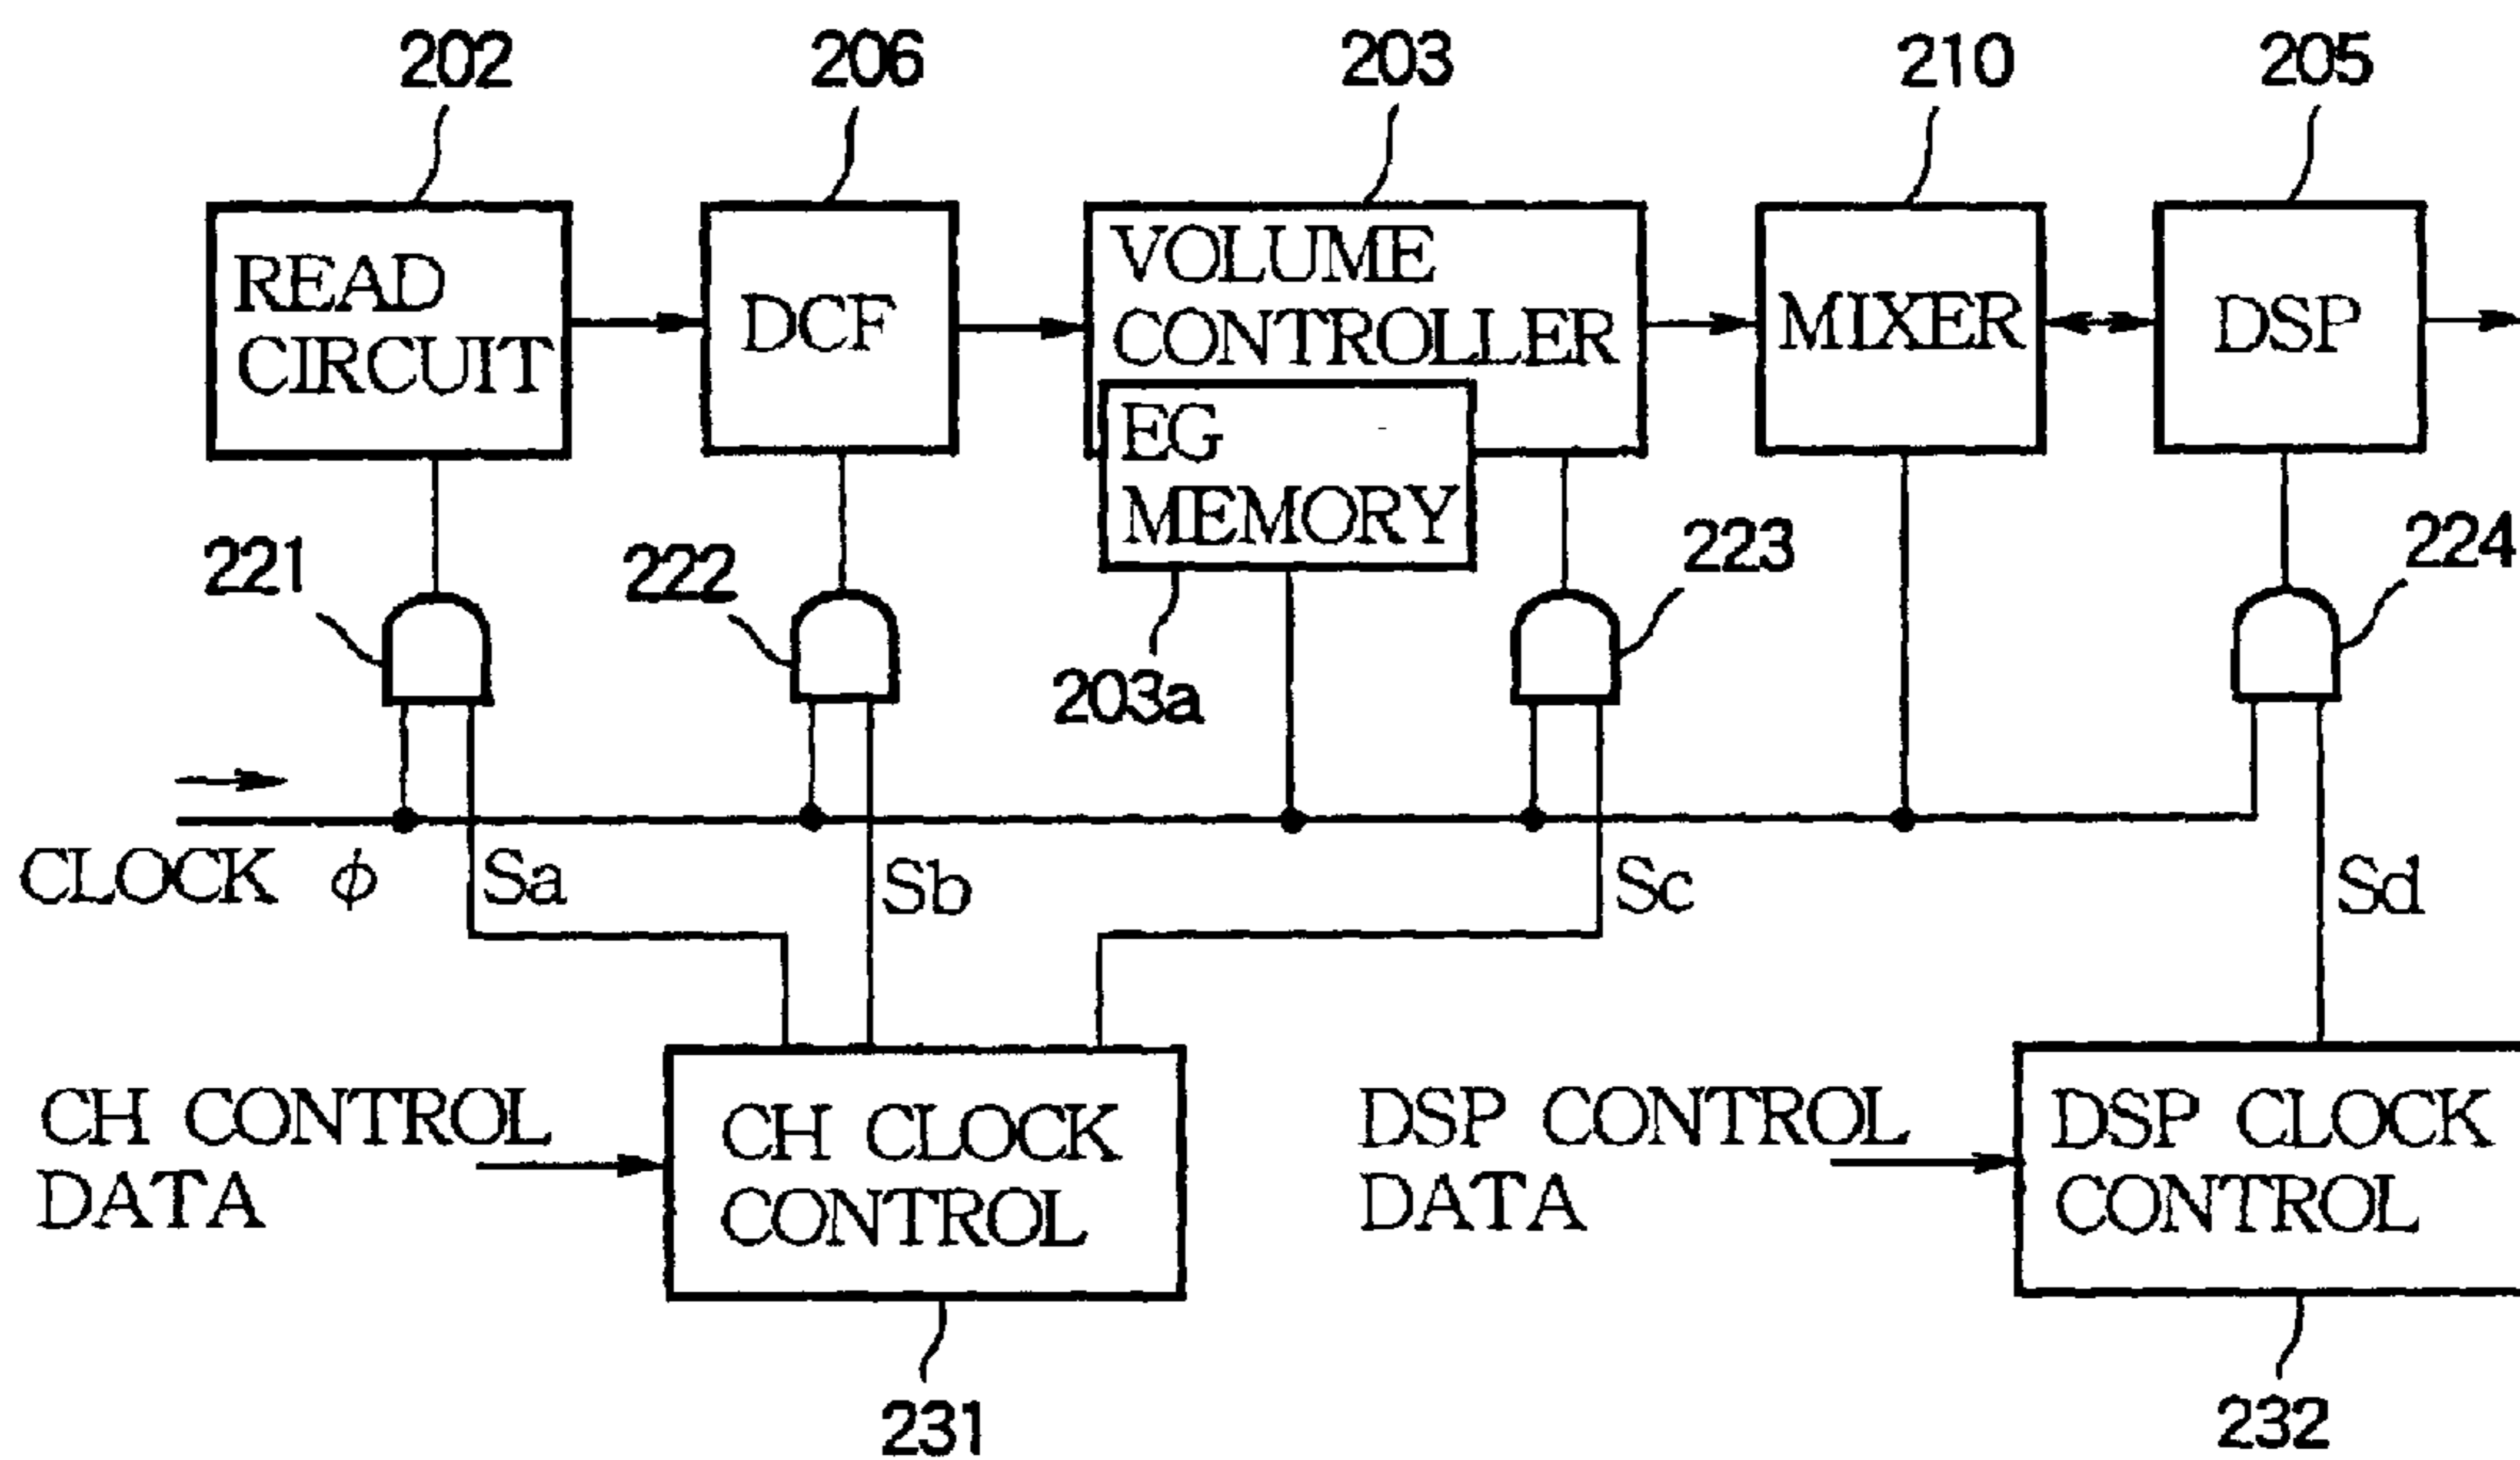 202
206
203
210
205
READ
CIRCUIT
DCF
VOLUME
CONTROLLER
EG
MEMORY
MIXER
DSP
221
222
203a
223
224
CLOCK ϕ
Sa
Sb
Sc
Sd
CH CONTROL
DATA
CH CLOCK
CONTROL
DSP CONTROL
DATA
DSP CLOCK
CONTROL
231
232